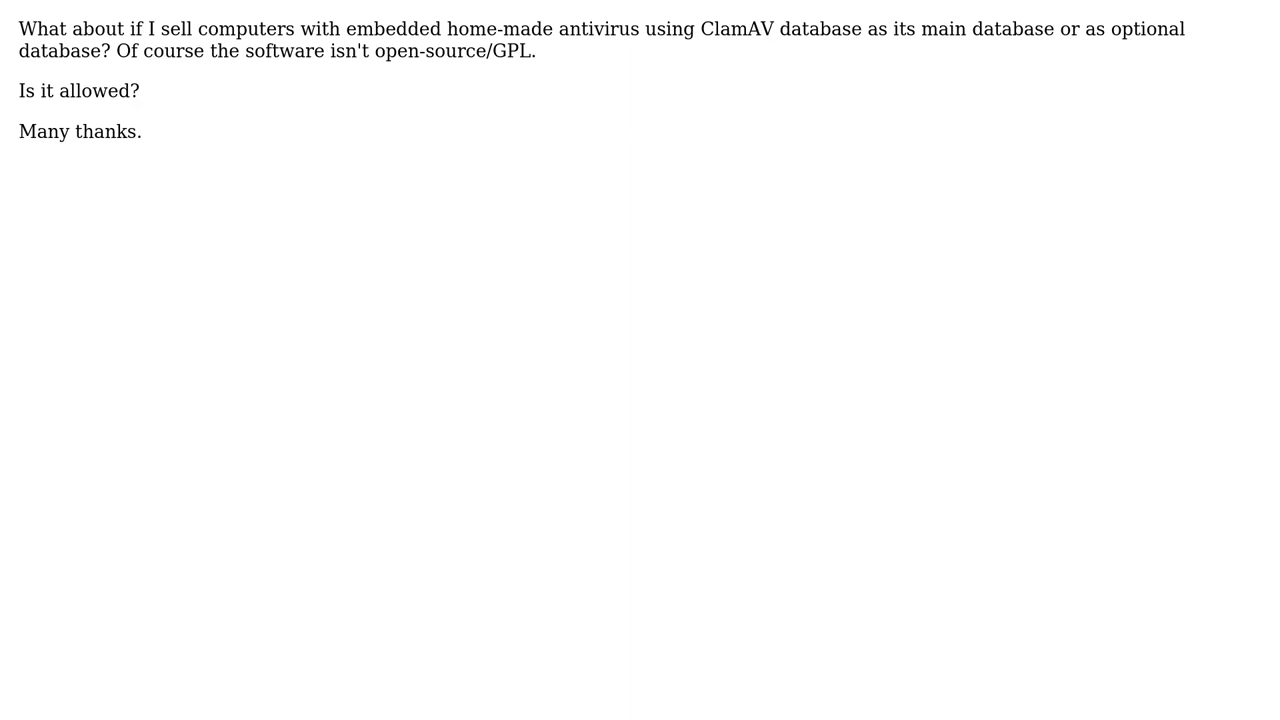 What about if I sell computers with embedded home-made antivirus using ClamAV database as its main database or as optional
database? Of course the software isn't open-source/GPL.
Is it allowed?
Many thanks.